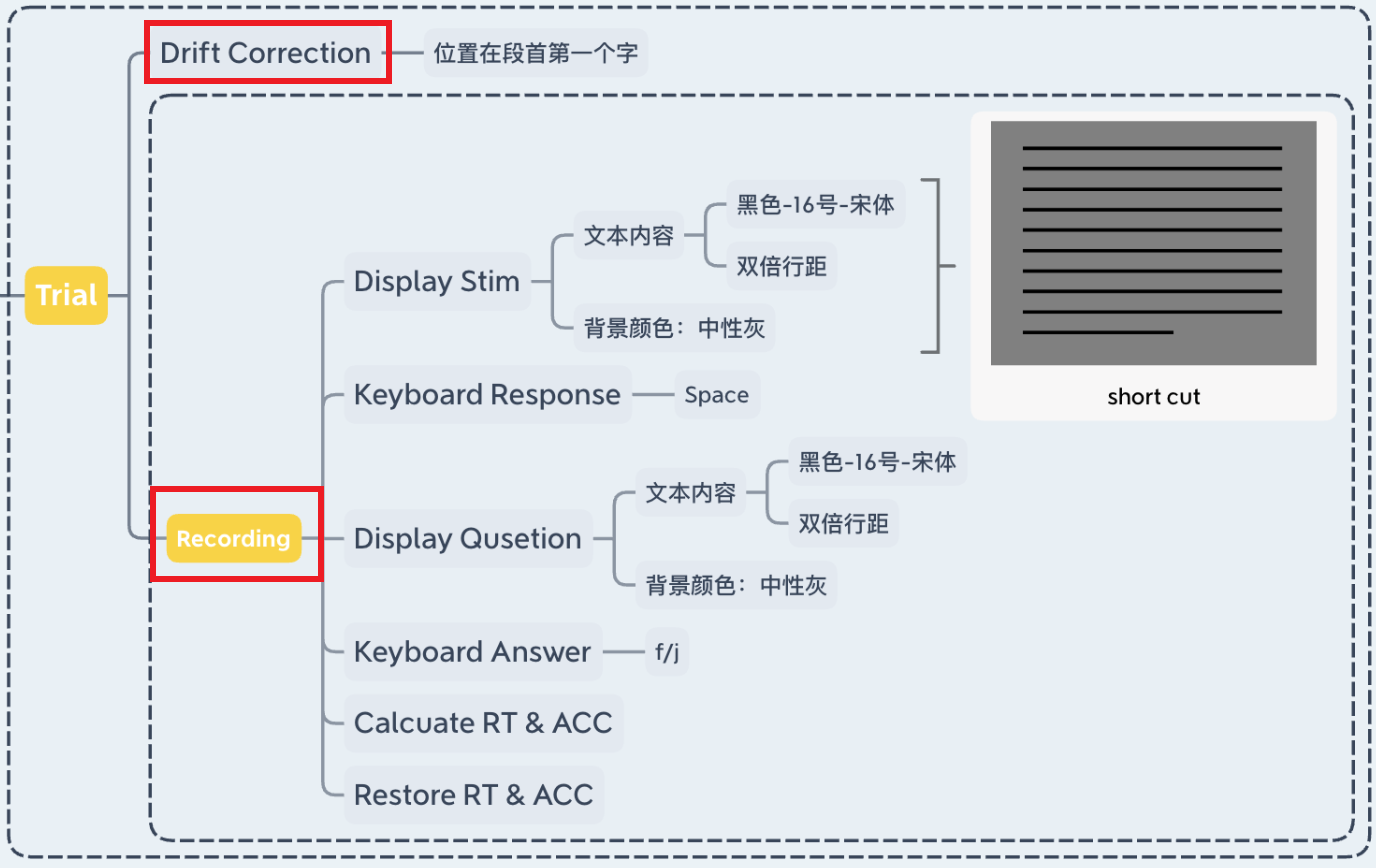 Drift Correction
位置在段首第一个字
Trial
Recording
Display Stim
文本内容
黑色-16号-宋体
双倍行距
背景颜色：中性灰
short cut
Keyboard Response
Space
Display Qusetion
文本内容
黑色-16号-宋体
双倍行距
背景颜色：中性灰
Keyboard Answer
f/j
Calcuate RT & ACC
Restore RT & ACC